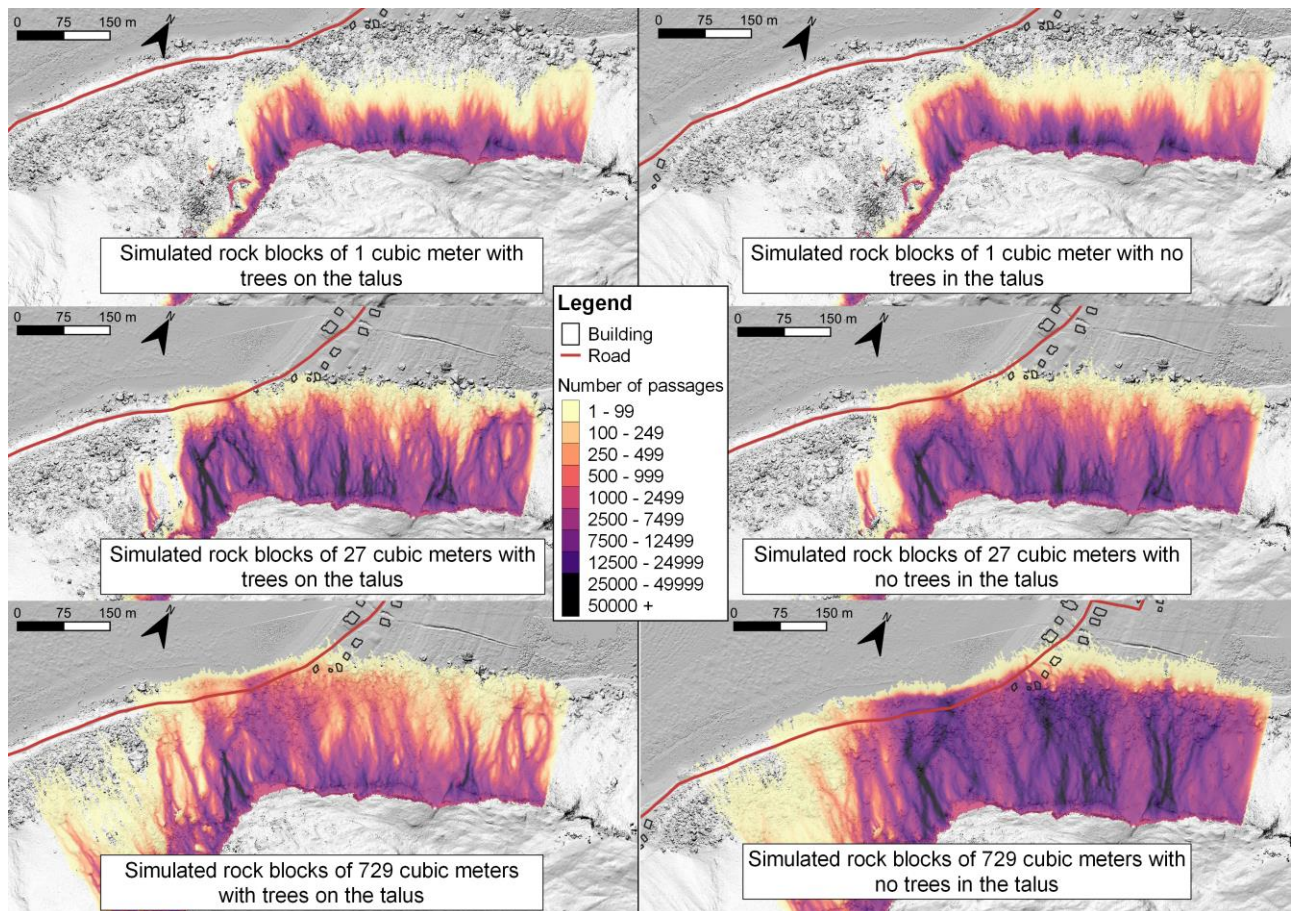 0 75 150 m N
0 75 150 m N
Simulated rock blocks of 1 cubic meter with
trees on the talus
Simulated rock blocks of 1 cubic meter with no
trees in the talus
0 75 150 m N
0 75 150 m N
Legend
Building
Road
Number of passages
1 - 99
100 - 249
250 - 499
500 - 999
1000 - 2499
2500 - 7499
7500 - 12499
12500 - 24999
25000 - 49999
50000 +
Simulated rock blocks of 27 cubic meters with
trees on the talus
Simulated rock blocks of 27 cubic meters with
no trees in the talus
0 75 150 m N
0 75 150 m N
Simulated rock blocks of 729 cubic meters
with trees on the talus
Simulated rock blocks of 729 cubic meters with
no trees in the talus